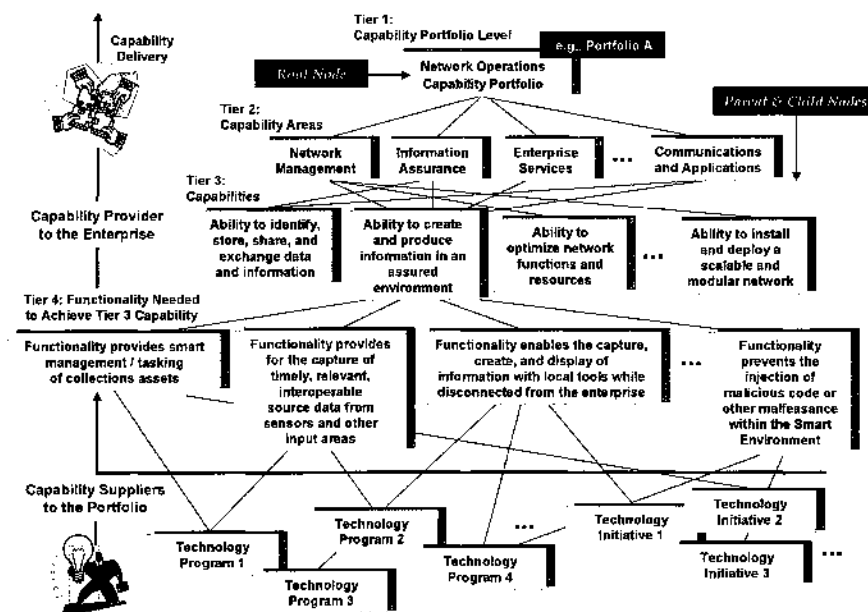 Tier 1:
Capability Portfolio Level
e.g., Portfolio A
Capability
Delivery
Root Node
Network Operations
Capability Portfolio
Parent & Child Nodes
Tier 2:
Capability Areas
Network
Management
Information
Assurance
Enterprise
Services
...
Communications
and Applications
Tier 3:
Capabilities
Capability Provider
to the Enterprise
Ability to identify,
store, share, and
exchange data
and information
Ability to create
and produce
information in an
assured
environment
Ability to
optimize network
functions and
resources
...
Ability to install
and deploy a
scalable and
modular network
Tier 4: Functionality Needed
to Achieve Tier 3 Capability
Functionality provides smart
management / tasking
of collections assets
Functionality provides
for the capture of
timely, relevant,
interoperable
source data from
sensors and other
input areas
Functionality enables the capture,
create, and display of
information with local tools while
disconnected from the enterprise
...
Functionality
prevents the
injection of
malicious code or
other malfeasance
within the Smart
Environment
Capability Suppliers
to the Portfolio
Technology
Program 1
Technology
Program 2
Technology
Program 3
...
Technology
Program 4
Technology
Initiative 1
Technology
Initiative 2
Technology
Initiative 3
...